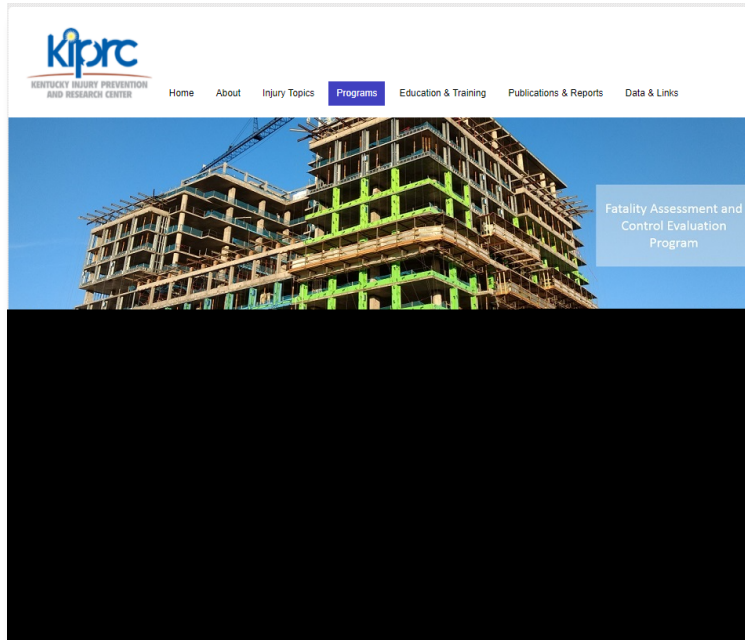 kiprc
KENTUCKY INJURY PREVENTION
AND RESEARCH CENTER
Home About Injury Topics Programs Education & Training Publications & Reports Data & Links
Fatality Assessment and
Control Evaluation
Program